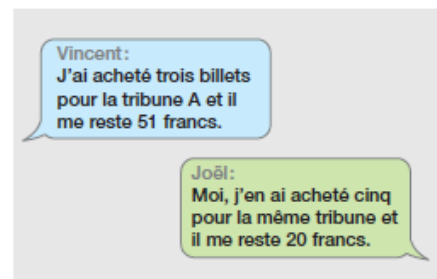 Vincent:
J'ai acheté trois billets
pour la tribune A et il
me reste 51 francs.
Joël:
Moi, j'en ai acheté cinq
pour la même tribune et
il me reste 20 francs.